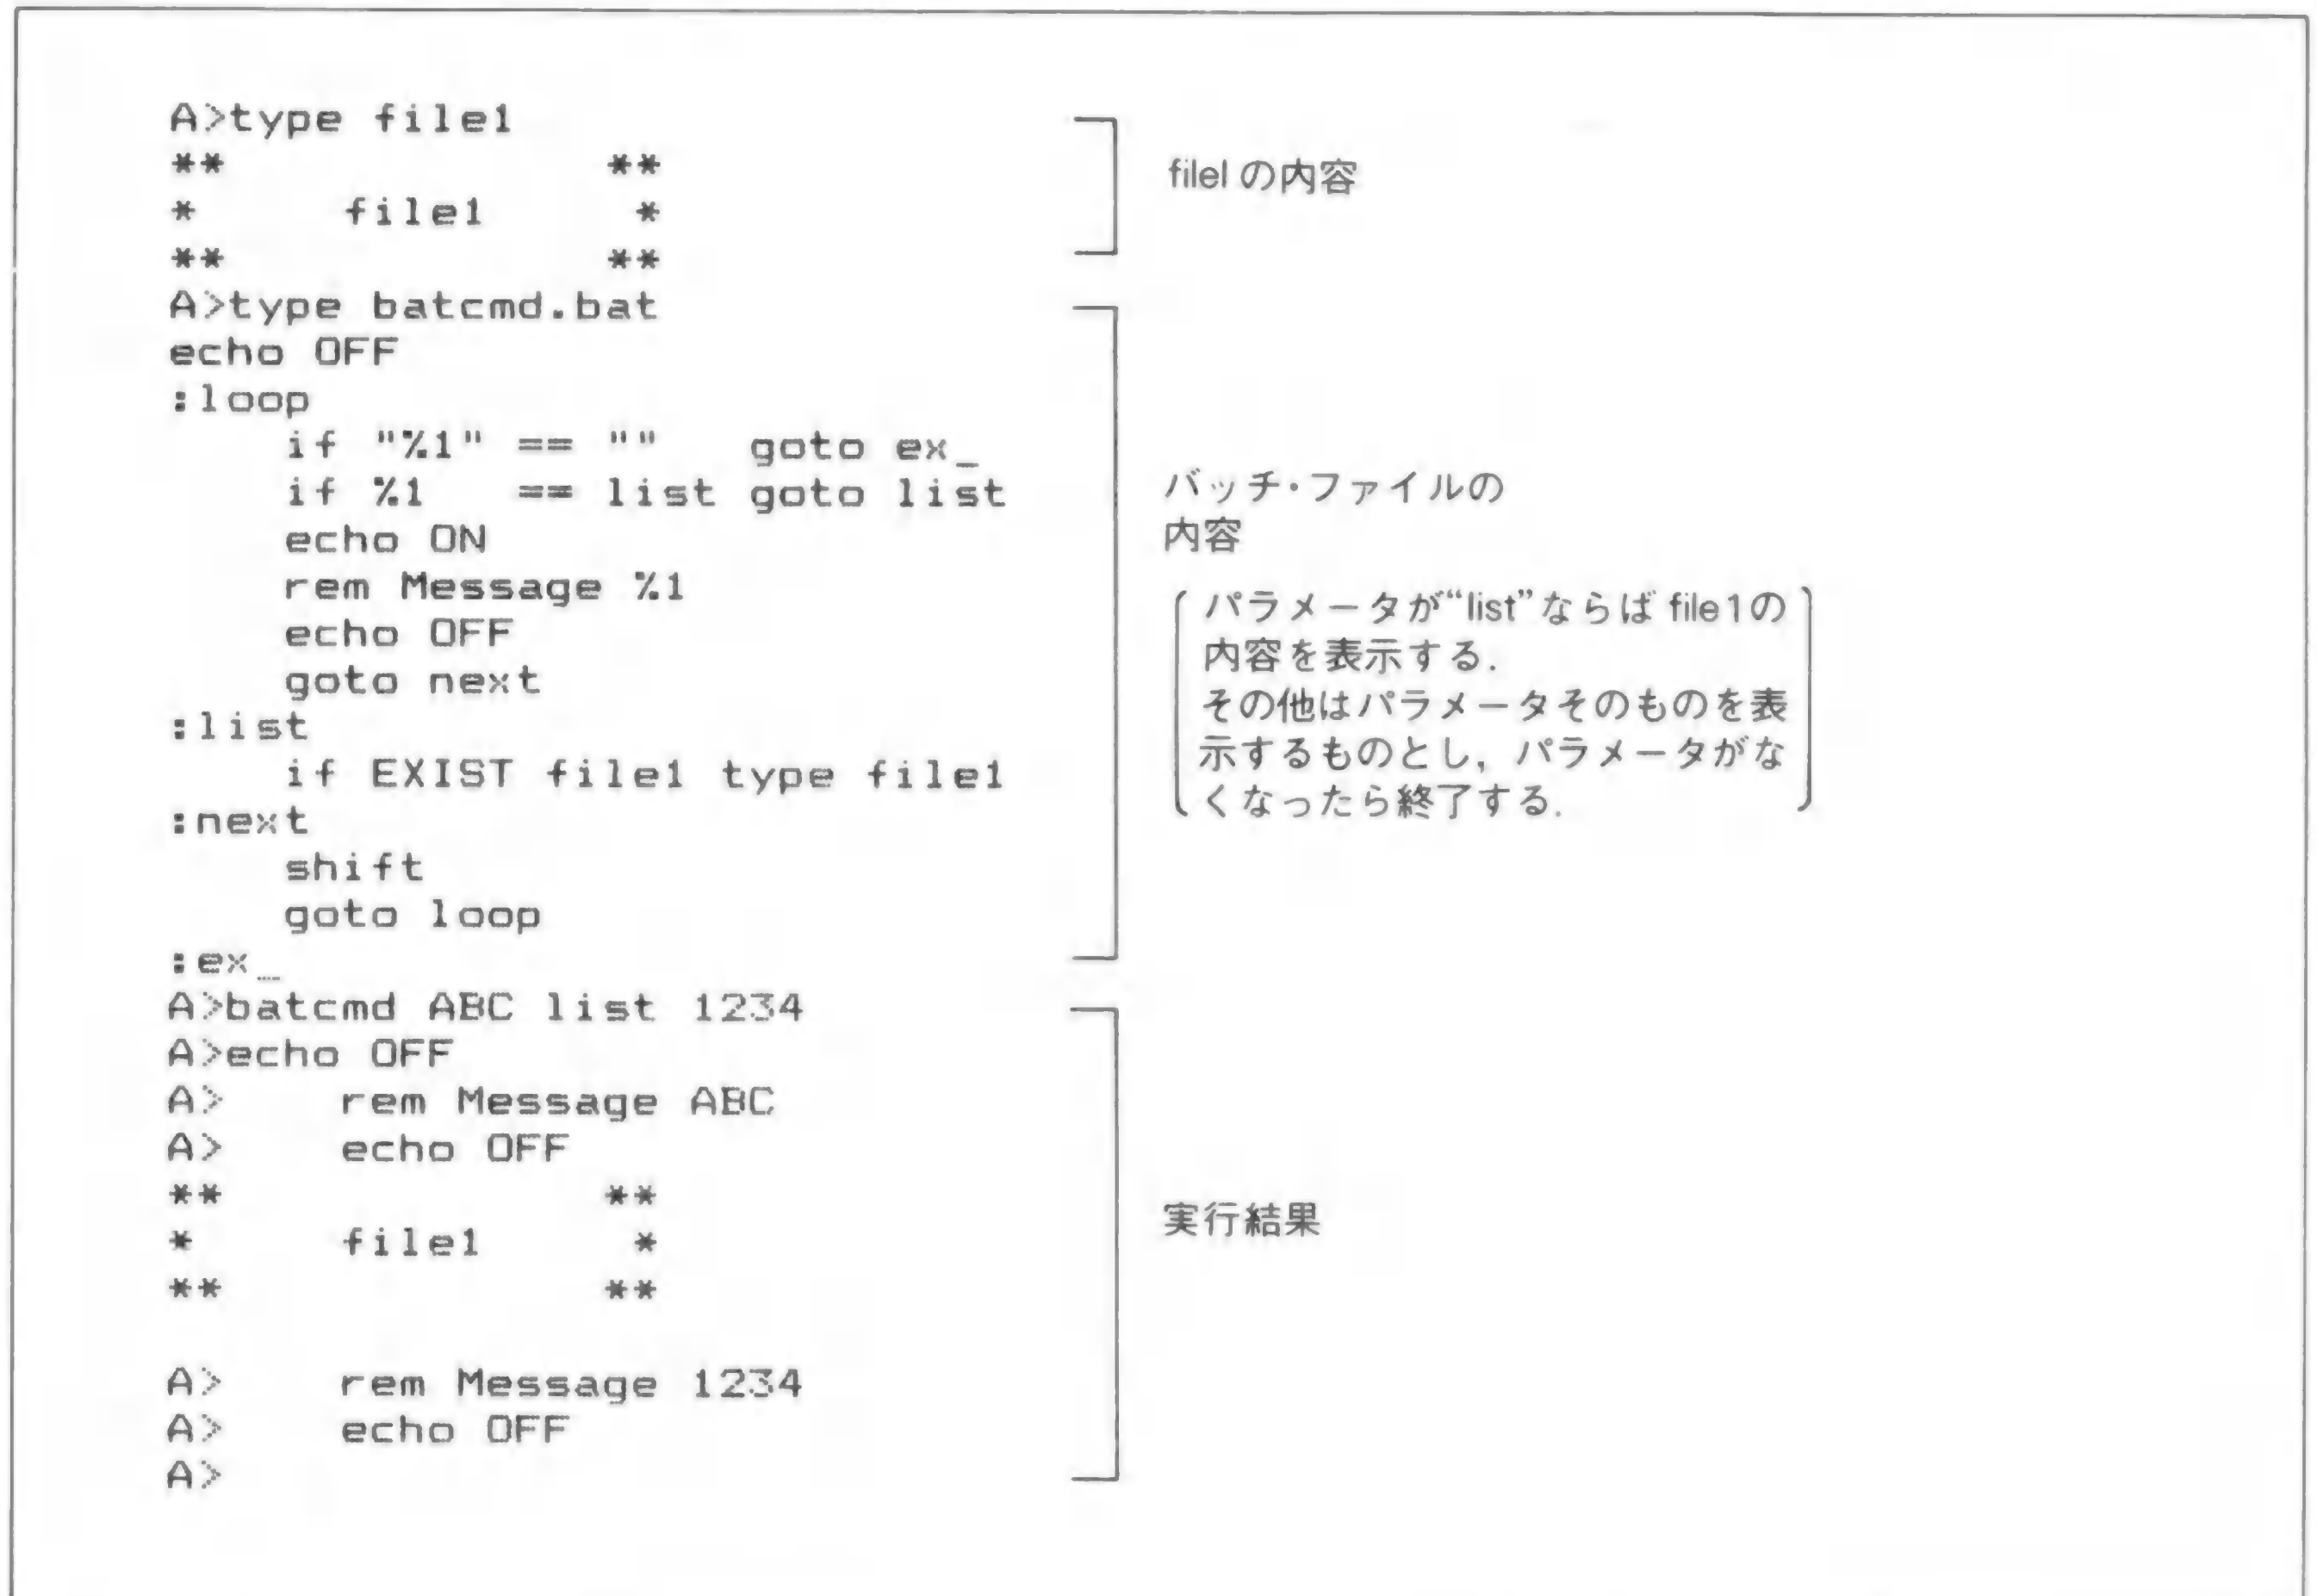 A>type file1
**                    **
*       file1        *
**                    **
file1 の内容
A>type batcmd.bat
echo OFF
:loop
     if "%1" == ""    goto ex_
     if %1    == list goto list
     echo ON
     rem Message %1
     echo OFF
     goto next
:list
     if EXIST file1 type file1
:next
     shift
     goto loop
:ex_
バッチ・ファイルの
内容
パラメータが“list”ならば file1の
内容を表示する.
その他はパラメータそのものを表
示するものとし，パラメータがな
くなったら終了する.
A>batcmd ABC list 1234
A>echo OFF
A>     rem Message ABC
A>     echo OFF
**                    **
*       file1        *
**                    **
A>     rem Message 1234
A>     echo OFF
A>
実行結果